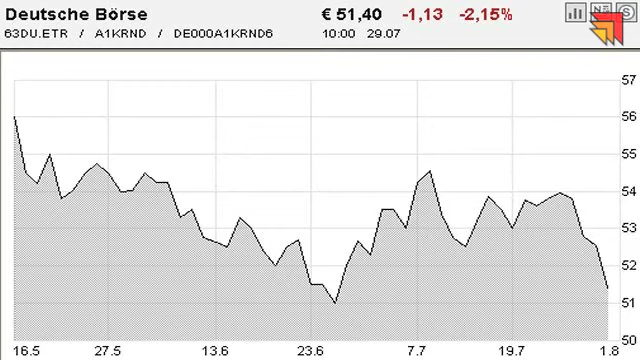 Deutsche Börse € 51,40 -1,13 -2,15%
63DU.ETR / A1KRND / DE000A1KRND6 10:00 29.07
57
56
55
54
53
52
51
50
16.5 27.5 13.6 23.6 7.7 19.7 1.8